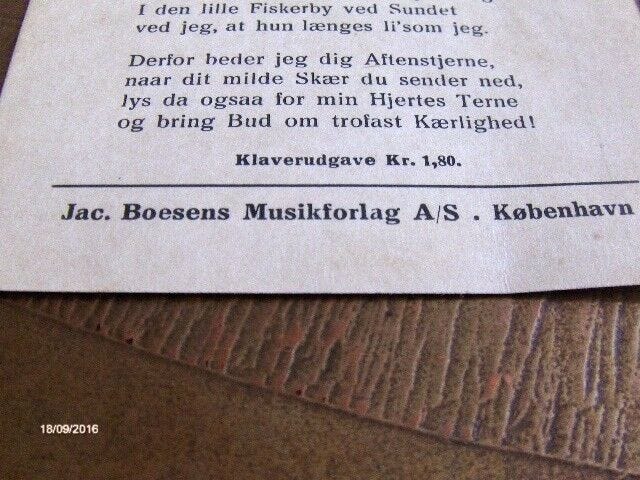 I den lille Fiskerby ved Sundet
ved jeg, at hun længes li'som jeg.
Derfor beder jeg dig Aftenstjerne,
naar dit milde Skær du sender ned,
lys da ogsaa for min Hjertes Terne
og bring Bud om trofast Kærlighed!
Klaverudgave Kr. 1,80.
Jac. Boesens Musikforlag A/S . København
18/09/2016